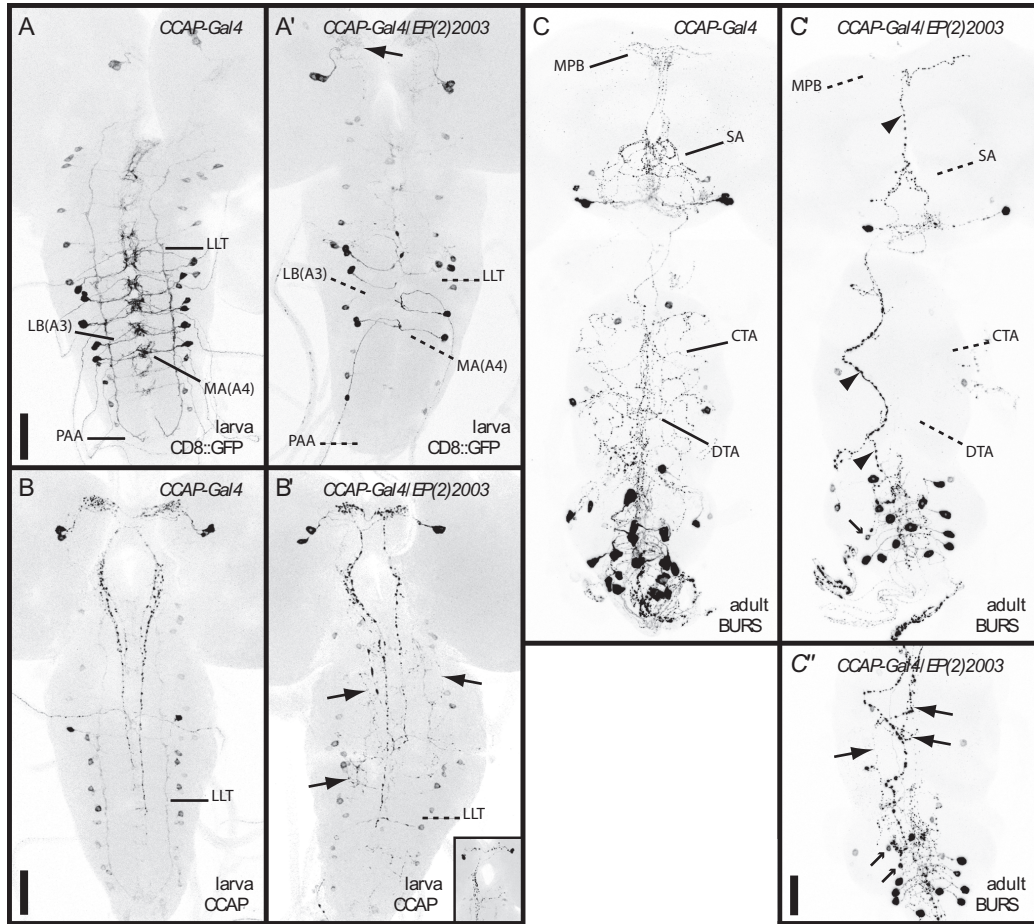 A
CCAP-Gal4
LLT
LB(A3)
MA(A4)
PAA
larva
CD8::GFP
A'
CCAP-Gal4/EP(2)2003
LB(A3)
LLT
MA(A4)
PAA
larva
CD8::GFP
B
CCAP-Gal4
LLT
larva
CCAP
B'
CCAP-Gal4/EP(2)2003
LLT
larva
CCAP
C
CCAP-Gal4
MPB
SA
CTA
DTA
adult
BURS
C'
CCAP-Gal4/EP(2)2003
MPB
SA
CTA
DTA
adult
BURS
C''
CCAP-Gal4/EP(2)2003
adult
BURS